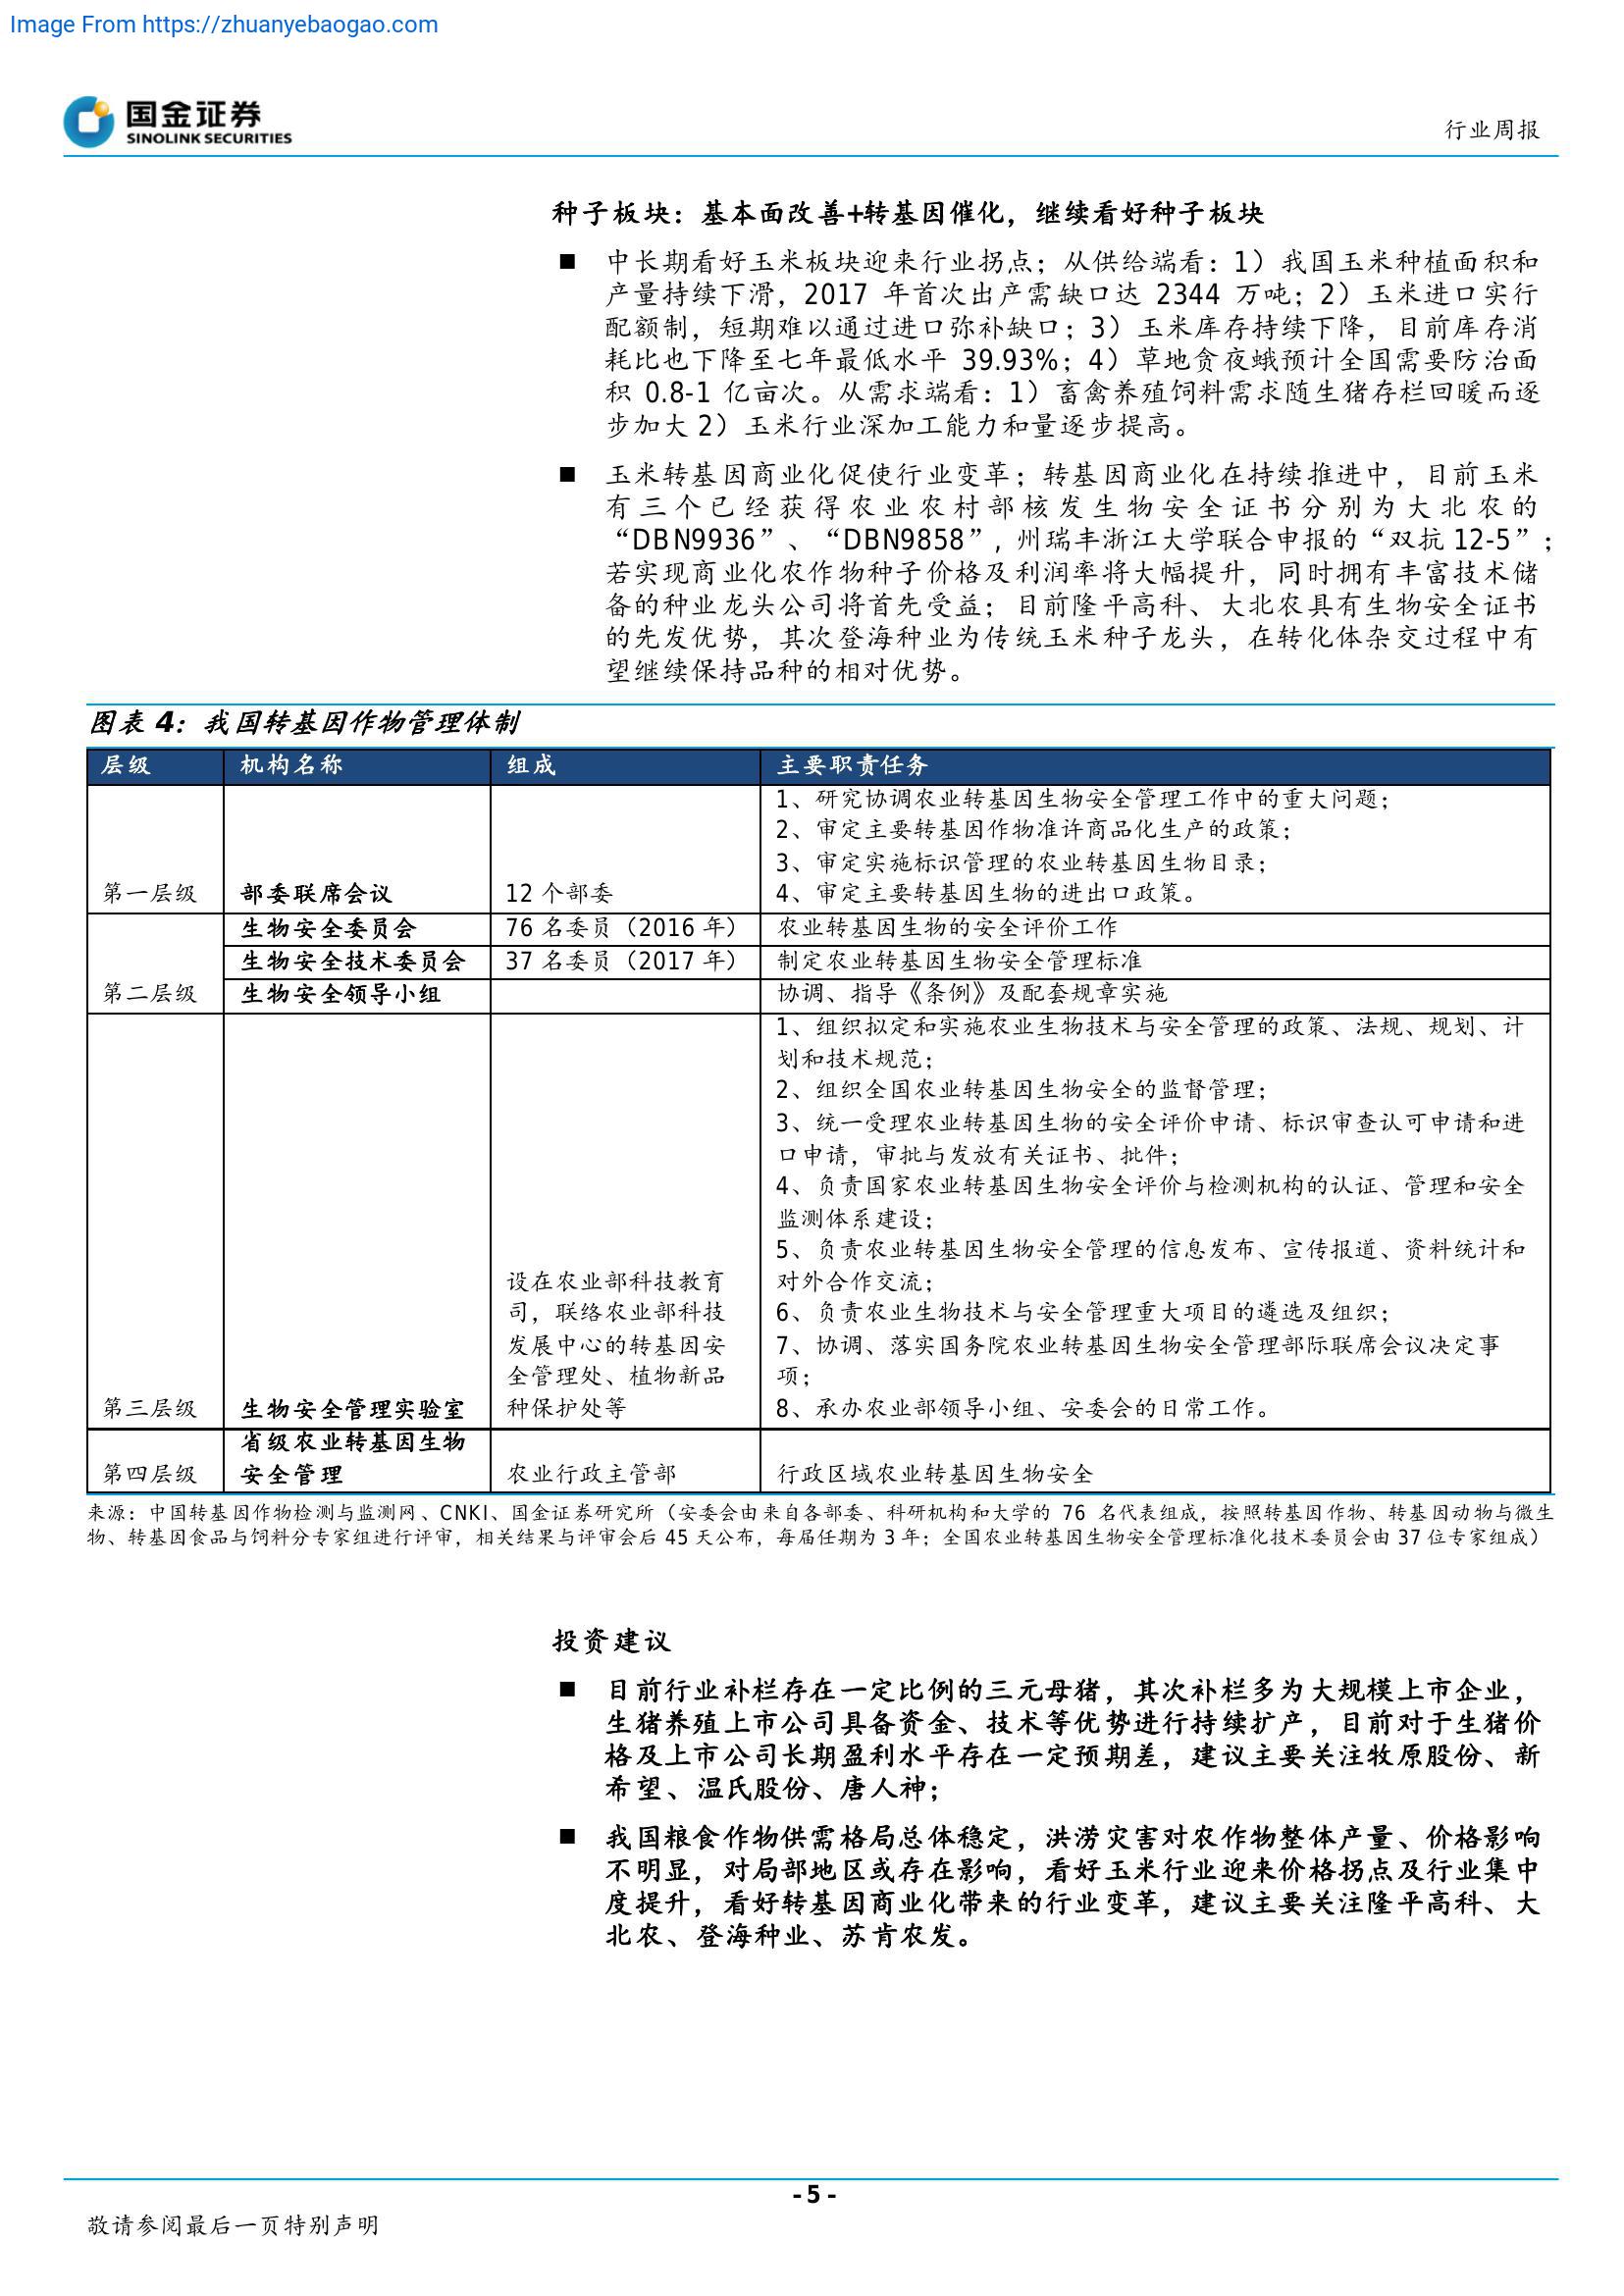 Image From https://zhuanyebaogao.com
国金证券
SINOLINK SECURITIES
行业周报
种子板块：基本面改善+转基因催化，继续看好种子板块
■ 中长期看好玉米板块迎来行业拐点；从供给端看：1）我国玉米种植面积和
产量持续下滑，2017 年首次出产需缺口达 2344 万吨；2）玉米进口实行
配额制，短期难以通过进口弥补缺口；3）玉米库存持续下降，目前库存消
耗比也下降至七年最低水平 39.93%；4）草地贪夜蛾预计全国需要防治面
积 0.8-1 亿亩次。从需求端看：1）畜禽养殖饲料需求随生猪存栏回暖而逐
步加大 2）玉米行业深加工能力和量逐步提高。
■ 玉米转基因商业化促使行业变革；转基因商业化在持续推进中，目前玉米
有三个已经获得农业农村部核发生物安全证书分别为大北农的
“DBN9936”、“DBN9858”, 州瑞丰浙江大学联合申报的“双抗 12-5”；
若实现商业化农作物种子价格及利润率将大幅提升，同时拥有丰富技术储
备的种业龙头公司将首先受益；目前隆平高科、大北农具有生物安全证书
的先发优势，其次登海种业为传统玉米种子龙头，在转化体杂交过程中有
望继续保持品种的相对优势。
图表 4：我国转基因作物管理体制
层级 机构名称 组成 主要职责任务
1、研究协调农业转基因生物安全管理工作中的重大问题；
2、审定主要转基因作物准许商品化生产的政策；
3、审定实施标识管理的农业转基因生物目录；
第一层级 部委联席会议 12 个部委 4、审定主要转基因生物的进出口政策。
生物安全委员会 76 名委员（2016 年） 农业转基因生物的安全评价工作
生物安全技术委员会 37 名委员（2017 年） 制定农业转基因生物安全管理标准
第二层级 生物安全领导小组 协调、指导《条例》及配套规章实施
1、组织拟定和实施农业生物技术与安全管理的政策、法规、规划、计
划和技术规范；
2、组织全国农业转基因生物安全的监督管理；
3、统一受理农业转基因生物的安全评价申请、标识审查认可申请和进
口申请，审批与发放有关证书、批件；
4、负责国家农业转基因生物安全评价与检测机构的认证、管理和安全
监测体系建设；
5、负责农业转基因生物安全管理的信息发布、宣传报道、资料统计和
设在农业部科技教育 对外合作交流；
司，联络农业部科技 6、负责农业生物技术与安全管理重大项目的遴选及组织；
发展中心的转基因安 7、协调、落实国务院农业转基因生物安全管理部际联席会议决定事
全管理处、植物新品 项；
第三层级 生物安全管理实验室 种保护处等 8、承办农业部领导小组、安委会的日常工作。
省级农业转基因生物
第四层级 安全管理 农业行政主管部 行政区域农业转基因生物安全
来源：中国转基因作物检测与监测网、CNKI、国金证券研究所（安委会由来自各部委、科研机构和大学的 76 名代表组成，按照转基因作物、转基因动物与微生
物、转基因食品与饲料分专家组进行评审，相关结果与评审会后 45 天公布，每届任期为 3 年；全国农业转基因生物安全管理标准化技术委员会由 37 位专家组成）
投资建议
■ 目前行业补栏存在一定比例的三元母猪，其次补栏多为大规模上市企业，
生猪养殖上市公司具备资金、技术等优势进行持续扩产，目前对于生猪价
格及上市公司长期盈利水平存在一定预期差，建议主要关注牧原股份、新
希望、温氏股份、唐人神；
■ 我国粮食作物供需格局总体稳定，洪涝灾害对农作物整体产量、价格影响
不明显，对局部地区或存在影响，看好玉米行业迎来价格拐点及行业集中
度提升，看好转基因商业化带来的行业变革，建议主要关注隆平高科、大
北农、登海种业、苏肯农发。
- 5 -
敬请参阅最后一页特别声明